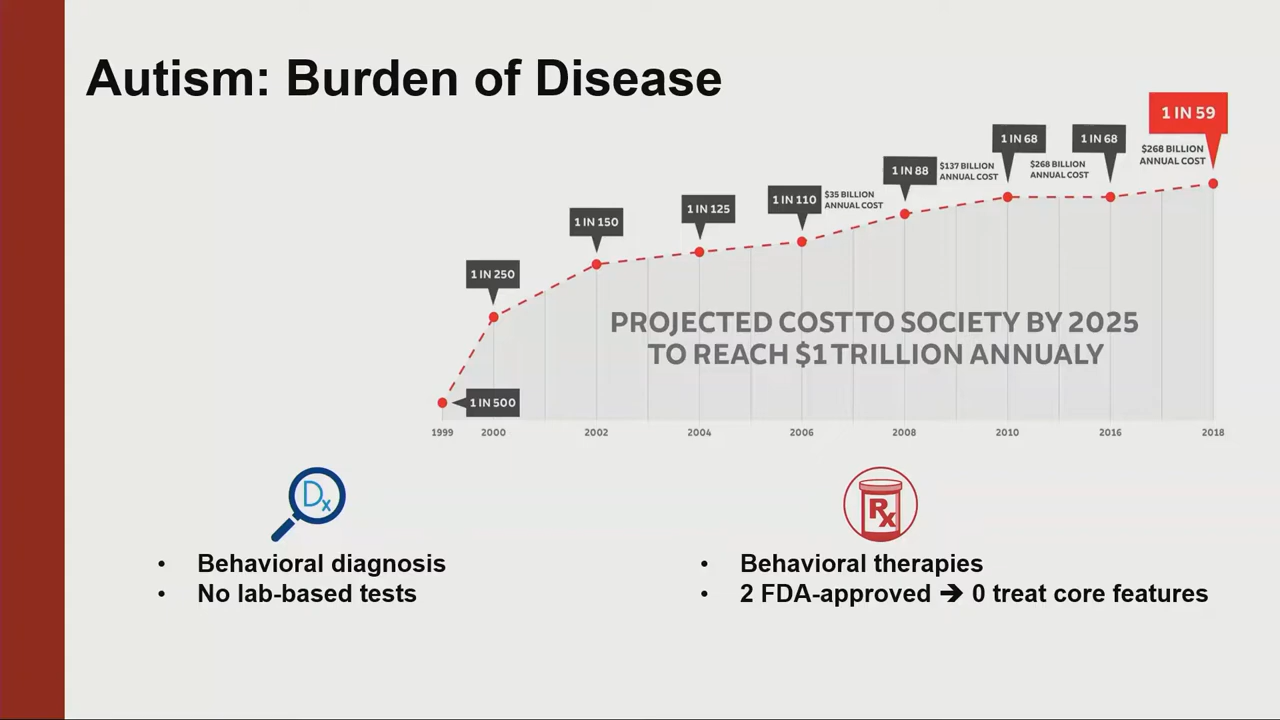 Autism: Burden of Disease
1 IN 59
1 IN 68
1 IN 68
$268 BILLION
ANNUAL COST
1 IN 88
$137 BILLION
ANNUAL COST
$268 BILLION
ANNUAL COST
1 IN 110
$35 BILLION
ANNUAL COST
1 IN 125
1 IN 150
1 IN 250
PROJECTED COST TO SOCIETY BY 2025
TO REACH $1 TRILLION ANNUALY
1 IN 500
1999 2000 2002 2004 2006 2008 2010 2016 2018
Dx
Rx
• Behavioral diagnosis
• No lab-based tests
• Behavioral therapies
• 2 FDA-approved ➔ 0 treat core features